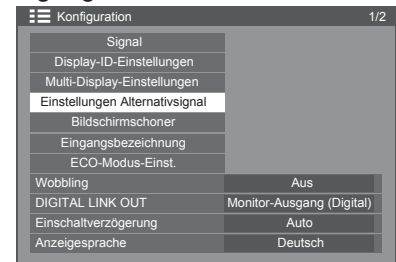 Konfiguration 1/2
Signal
Display-ID-Einstellungen
Multi-Display-Einstellungen
Einstellungen Alternativsignal
Bildschirmschoner
Eingangsbezeichnung
ECO-Modus-Einst.
Wobbling Aus
DIGITAL LINK OUT Monitor-Ausgang (Digital)
Einschaltverzögerung Auto
Anzeigesprache Deutsch